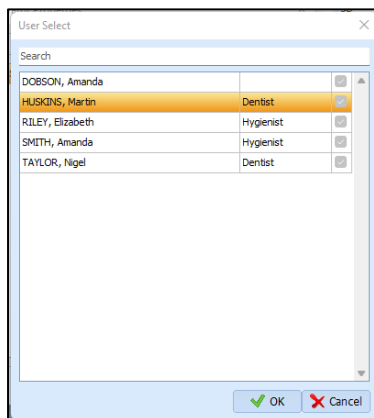 User Select
Search
DOBSON, Amanda
HUSKINS, Martin Dentist
RILEY, Elizabeth Hygienist
SMITH, Amanda Hygienist
TAYLOR, Nigel Dentist
OK Cancel